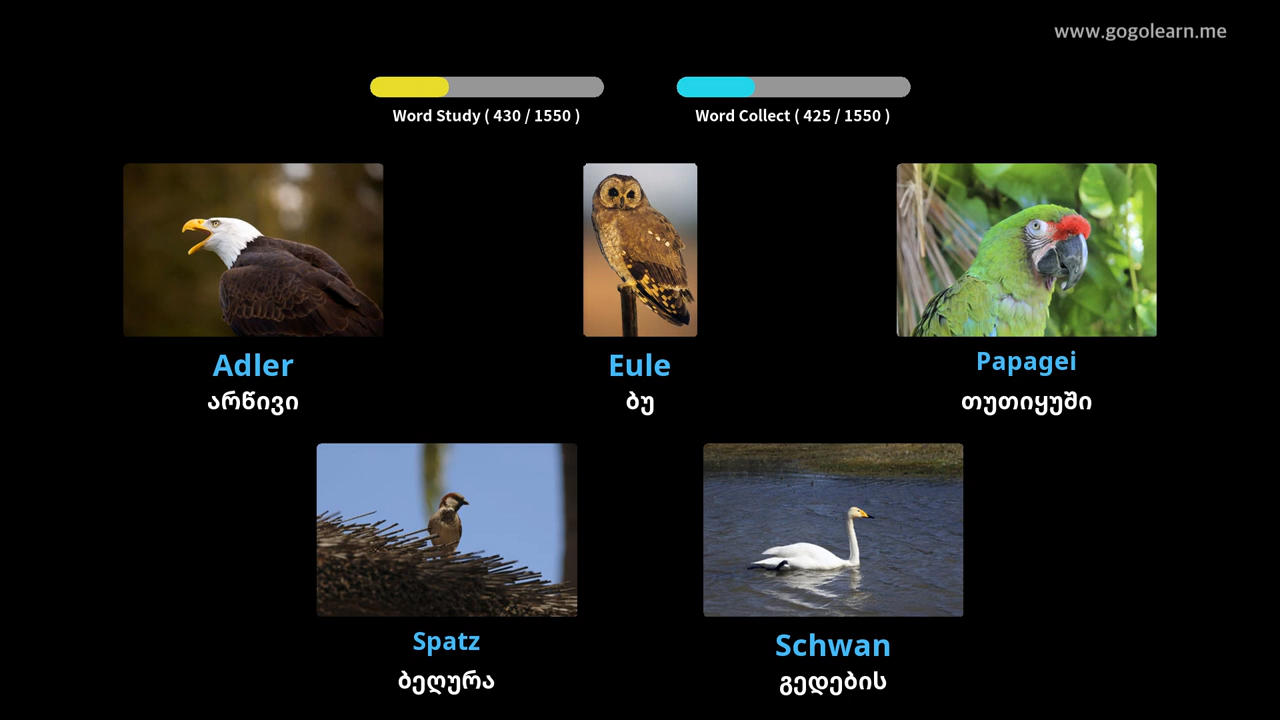 www.gogolearn.me
Word Study ( 430 / 1550 )
Word Collect ( 425 / 1550 )
Adler
არწივი
Eule
ბუ
Papagei
თუთიყუში
Spatz
ბეღურა
Schwan
გედების